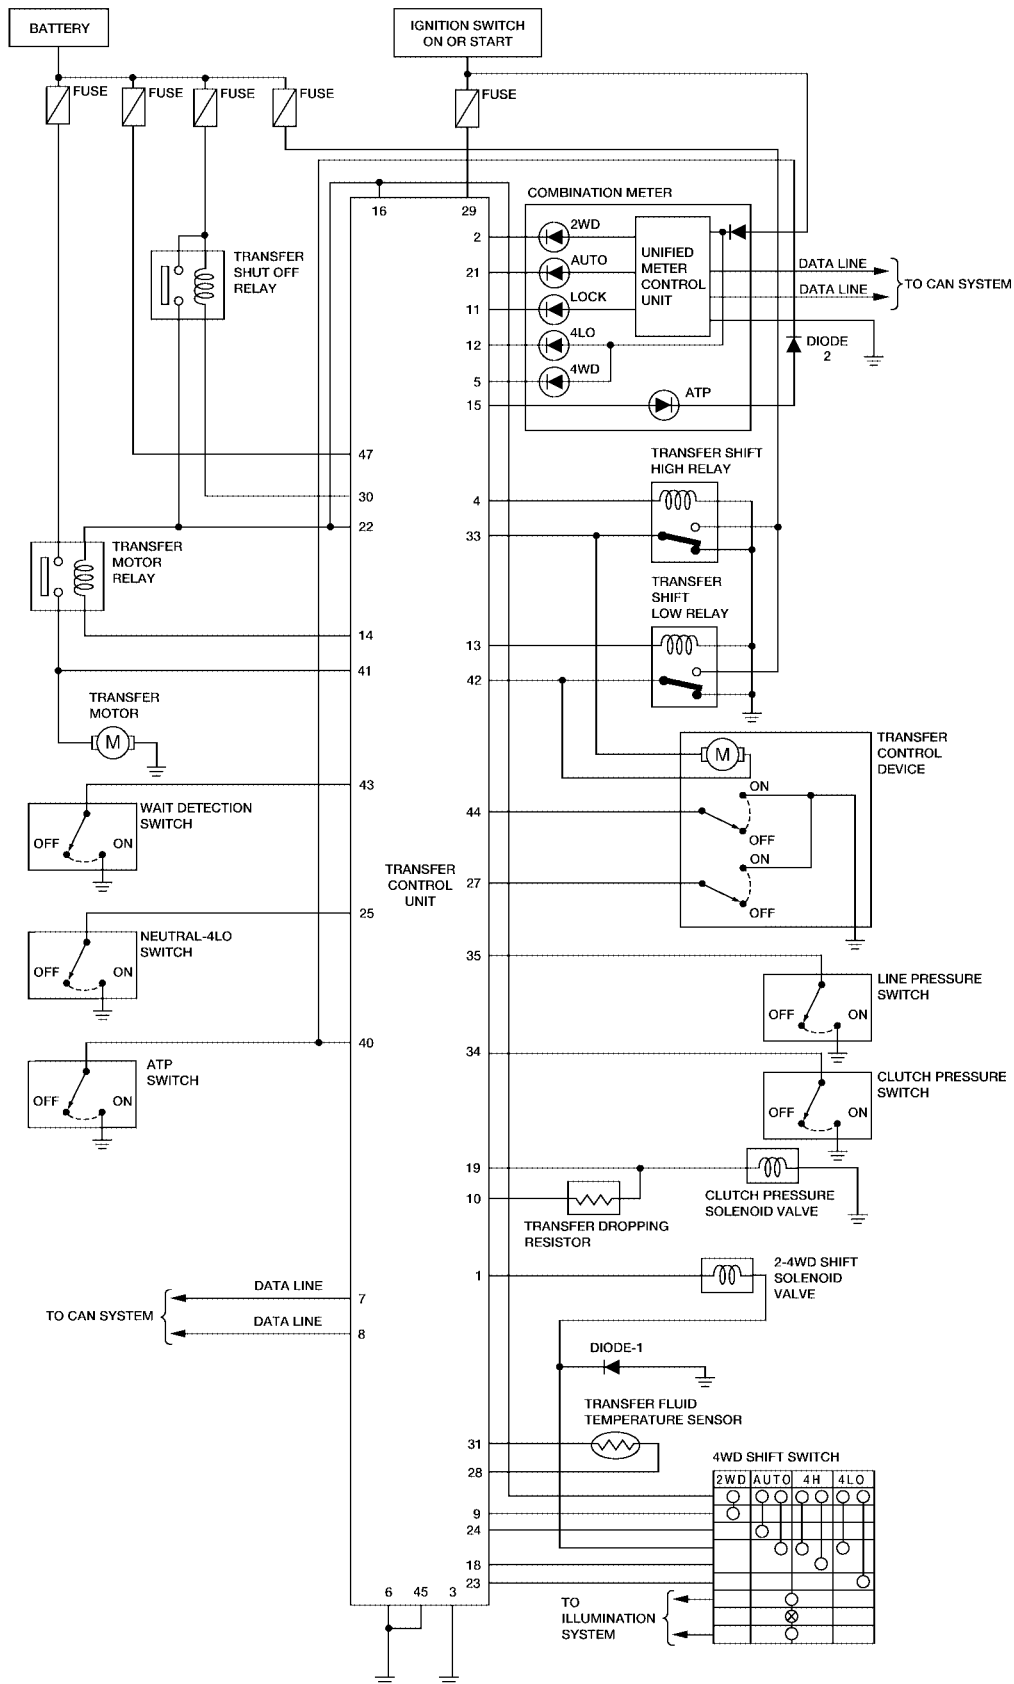 BATTERY
IGNITION SWITCH
ON OR START
FUSE
FUSE
FUSE
FUSE
FUSE
COMBINATION METER
16
29
2
2WD
UNIFIED
METER
CONTROL
UNIT
21
AUTO
11
LOCK
12
4LO
5
4WD
15
ATP
DATA LINE
DATA LINE
TO CAN SYSTEM
DIODE
2
TRANSFER
SHUT OFF
RELAY
47
30
22
TRANSFER SHIFT
HIGH RELAY
4
33
TRANSFER
MOTOR
RELAY
14
41
TRANSFER
SHIFT
LOW RELAY
13
42
TRANSFER
MOTOR
M
TRANSFER
CONTROL
DEVICE
M
ON
OFF
ON
OFF
44
27
43
WAIT DETECTION
SWITCH
OFF
ON
TRANSFER
CONTROL
UNIT
25
NEUTRAL-4LO
SWITCH
OFF
ON
35
LINE PRESSURE
SWITCH
OFF
ON
40
ATP
SWITCH
OFF
ON
34
CLUTCH PRESSURE
SWITCH
OFF
ON
19
10
CLUTCH PRESSURE
SOLENOID VALVE
TRANSFER DROPPING
RESISTOR
1
2-4WD SHIFT
SOLENOID
VALVE
TO CAN SYSTEM
DATA LINE
7
DATA LINE
8
DIODE-1
TRANSFER FLUID
TEMPERATURE SENSOR
31
28
4WD SHIFT SWITCH
2WD AUTO 4H 4LO
9
24
18
23
6
45
3
TO
ILLUMINATION
SYSTEM